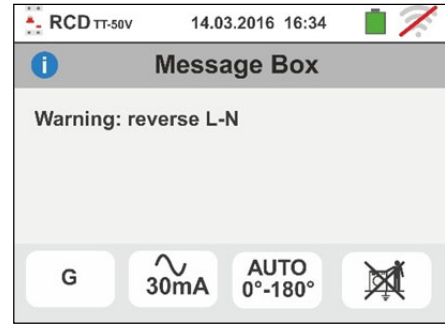 RCD TT-50V 14.03.2016 16:34
i Message Box
Warning: reverse L-N
G 30mA AUTO 0°-180°